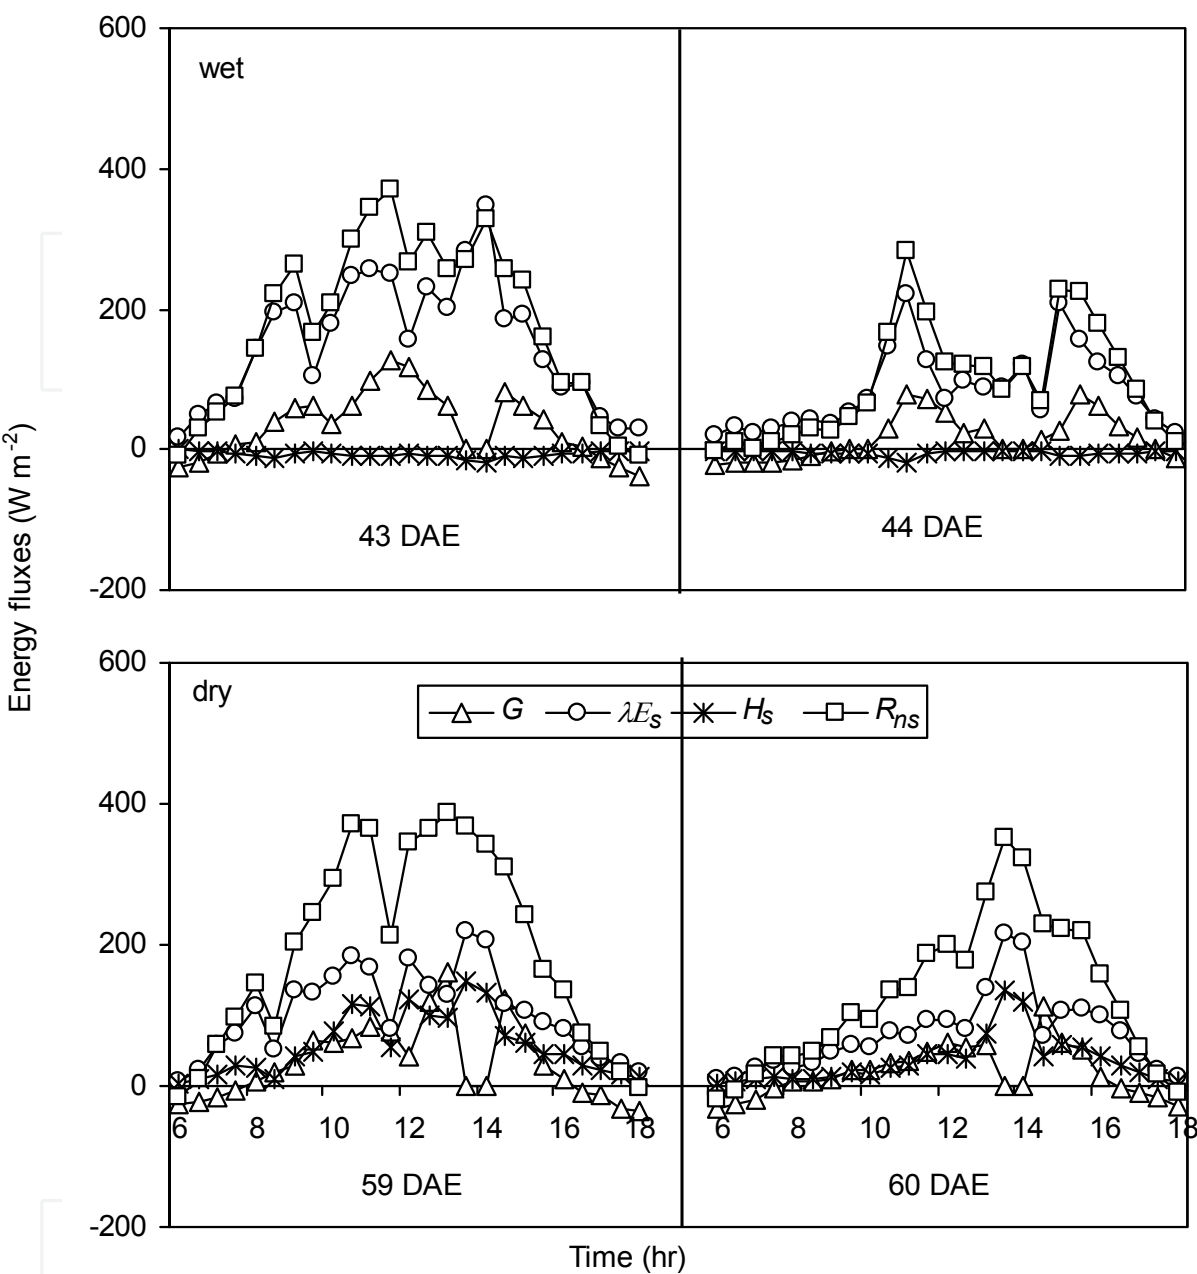 600
wet
400
200
0
43 DAE
44 DAE
-200
Energy fluxes (W m-2)
600
dry
G λEs Hs Rns
400
200
0
6 8 10 12 14 16 18 6 8 10 12 14 16 18
59 DAE
60 DAE
-200
Time (hr)